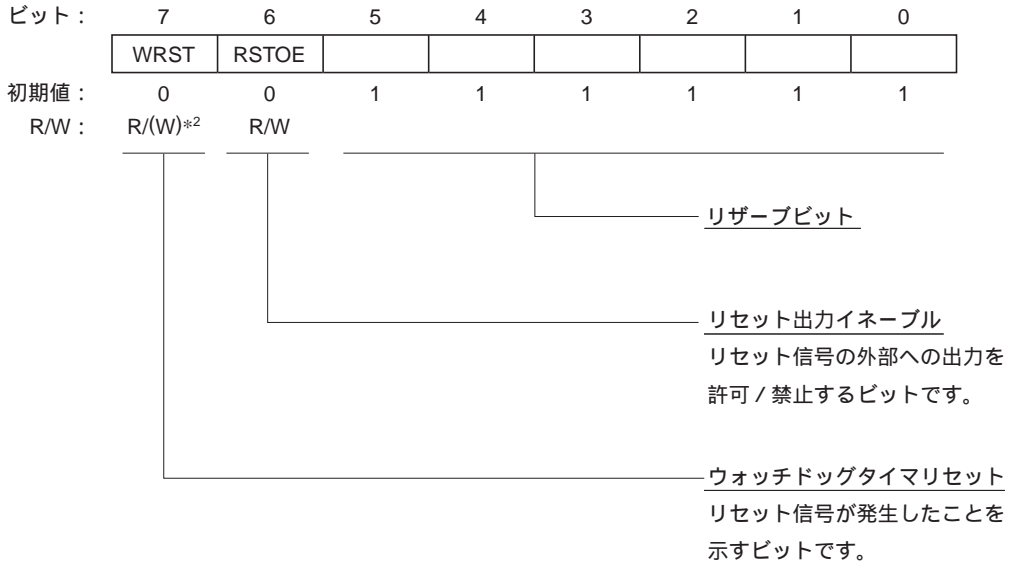 ビット： 7 6 5 4 3 2 1 0
WRST RSTOE
初期値： 0 0 1 1 1 1 1 1
R/W： R/(W)*2 R/W
リザーブビット
リセット出力イネーブル
リセット信号の外部への出力を
許可／禁止するビットです。
ウォッチドッグタイマリセット
リセット信号が発生したことを
示すビットです。